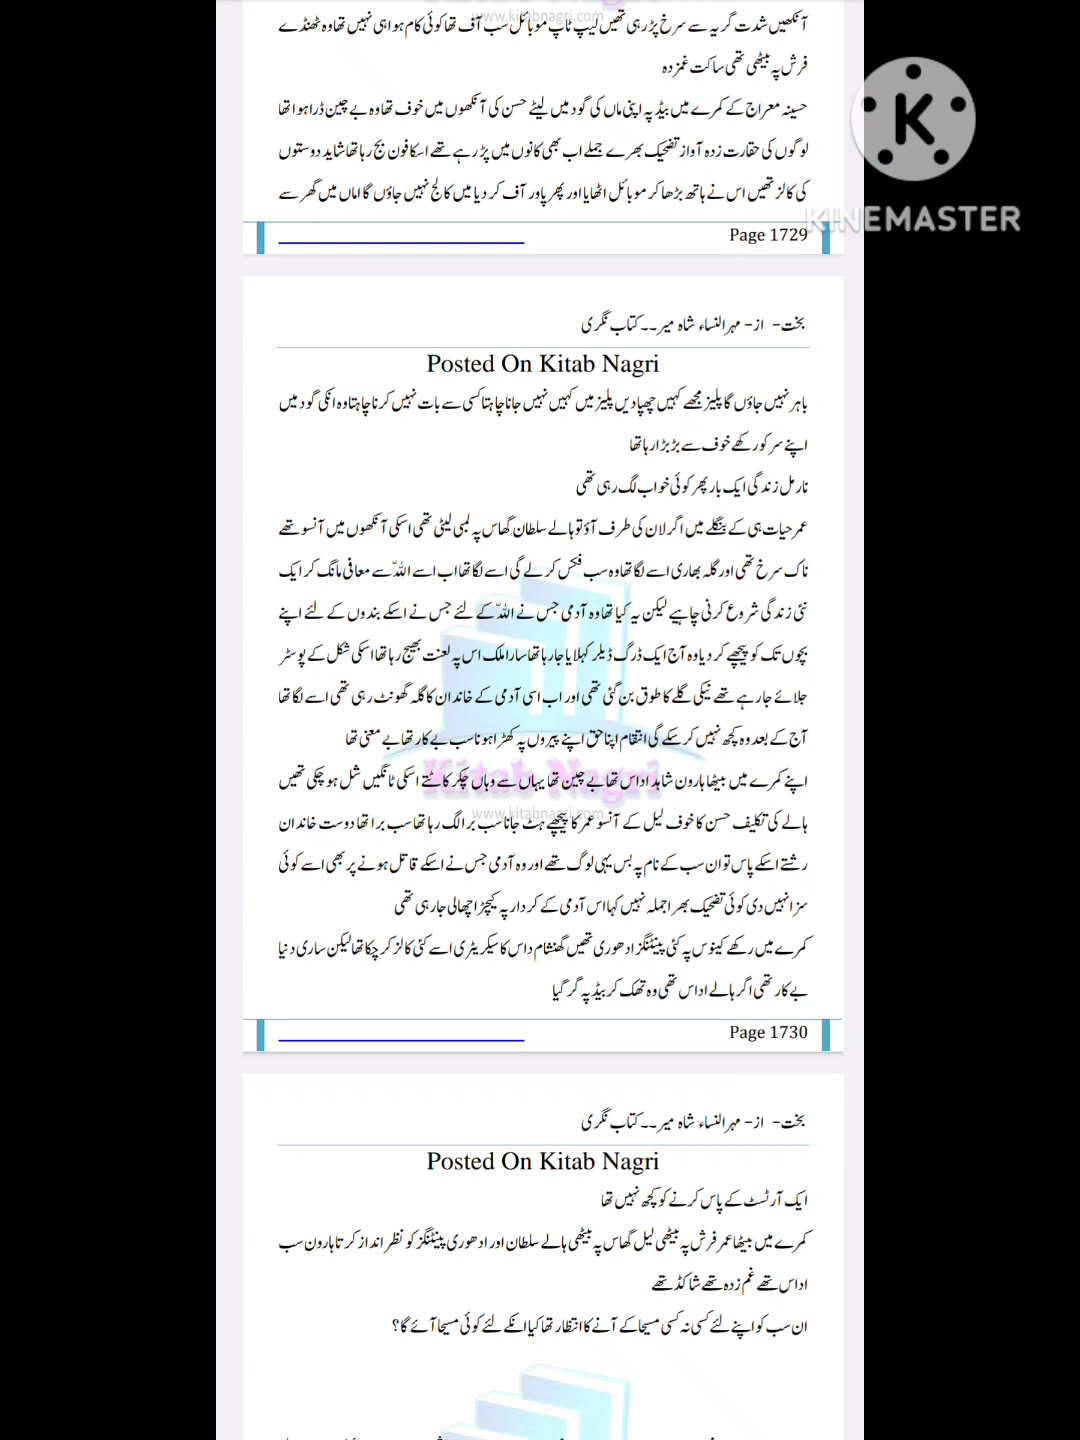 www.kitabnagri.com
آنکھیں شدت گریہ سے سرخ پڑ رہی تھیں لیپ ٹاپ موبائل سب آف تھا کوئی کام ہوا ہی نہیں تھا وہ ٹھنڈے
فرش پہ بیٹھی تھی ساکت غمزدہ
حسینہ معراج کے کمرے میں بیڈ پہ اپنی ماں کی گود میں لیٹے حسن کی آنکھوں میں خوف تھا وہ بے چین ڈرا ہوا تھا
لوگوں کی حقارت زدہ آواز تضحیک بھرے جملے اب بھی کانوں میں پڑ رہے تھے اسکا فون بج رہا تھا شاید دوستوں
کی کالز تھیں اس نے ہاتھ بڑھا کر موبائل اٹھایا اور پھر پاور آف کر دیا میں کالج نہیں جاؤں گا اماں میں گھر سے
Page 1729
KINEMASTER
بخت- از- مہرالنساء شاہ میر۔۔ کتاب نگری
Posted On Kitab Nagri
باہر نہیں جاؤں گا پلیز مجھے کہیں چھپا دیں پلیز میں کہیں نہیں جانا چاہتا کسی سے بات نہیں کرنا چاہتا وہ انکی گود میں
اپنے سر کو رکھے خوف سے بڑبڑا رہا تھا
نارمل زندگی ایک بار پھر کوئی خواب لگ رہی تھی
عمر حیات ہی کے بنگلے میں اگر لان کی طرف آؤ تو ہالے سلطان گھاس پہ لمبی لیٹی تھی اسکی آنکھوں میں آنسو تھے
ناک سرخ تھی اور گلہ بھاری اسے لگا تھا وہ سب فکس کر لے گی اسے لگا تھا اب اسے اللہ سے معافی مانگ کر ایک
نئی زندگی شروع کرنی چاہیے لیکن یہ کیا تھا وہ آدمی جس نے اللہ کے لئے جس نے اسکے بندوں کے لئے اپنے
بچوں تک کو پیچھے کر دیا وہ آج ایک ڈرگ ڈیلر کہلایا جا رہا تھا سارا ملک اس پہ لعنت بھیج رہا تھا اسکی شکل کے پوسٹر
جلائے جا رہے تھے نیکی گلے کا طوق بن گئی تھی اور اب اسی آدمی کے خاندان کا گلہ گھونٹ رہی تھی اسے لگا تھا
آج کے بعد وہ کچھ نہیں کر سکے گی انتقام اپنا حق اپنے پیروں پہ کھڑا ہونا سب بے کار تھا بے معنی تھا
اپنے کمرے میں بیٹھا ہارون شاہد اداس تھا بے چین تھا یہاں سے وہاں چکر کاٹتے اسکی ٹانگیں شل ہو چکی تھیں
Kitab Nagri
www.kitabnagri.com
ہالے کی تکلیف حسن کا خوف لیل کے آنسو عمر کا پیچھے ہٹ جانا سب برا لگ رہا تھا سب برا تھا دوست خاندان
رشتے اسکے پاس تو ان سب کے نام پہ بس یہی لوگ تھے اور وہ آدمی جس نے اسکے قاتل ہونے پر بھی اسے کوئی
سزا نہیں دی کوئی تضحیک بھرا جملہ نہیں کہا اس آدمی کے کردار پہ کیچڑ اچھالی جا رہی تھی
کمرے میں رکھے کینوس پہ کئی پینٹنگز ادھوری تھیں گھنشام داس کا سیکریٹری اسے کئی کالز کر چکا تھا لیکن ساری دنیا
بے کار تھی اگر ہالے اداس تھی وہ تھک کر بیڈ پہ گر گیا
Page 1730
بخت- از- مہرالنساء شاہ میر۔۔ کتاب نگری
Posted On Kitab Nagri
ایک آرٹسٹ کے پاس کرنے کو کچھ نہیں تھا
کمرے میں بیٹھا عمر فرش پہ بیٹھی لیل گھاس پہ بیٹھی ہالے سلطان اور ادھوری پینٹنگز کو نظر انداز کرتا ہارون سب
اداس تھے غم زدہ تھے شاکڈ تھے
ان سب کو اپنے لئے کسی نہ کسی مسیحا کے آنے کا انتظار تھا کیا انکے لئے کوئی مسیحا آئے گا؟